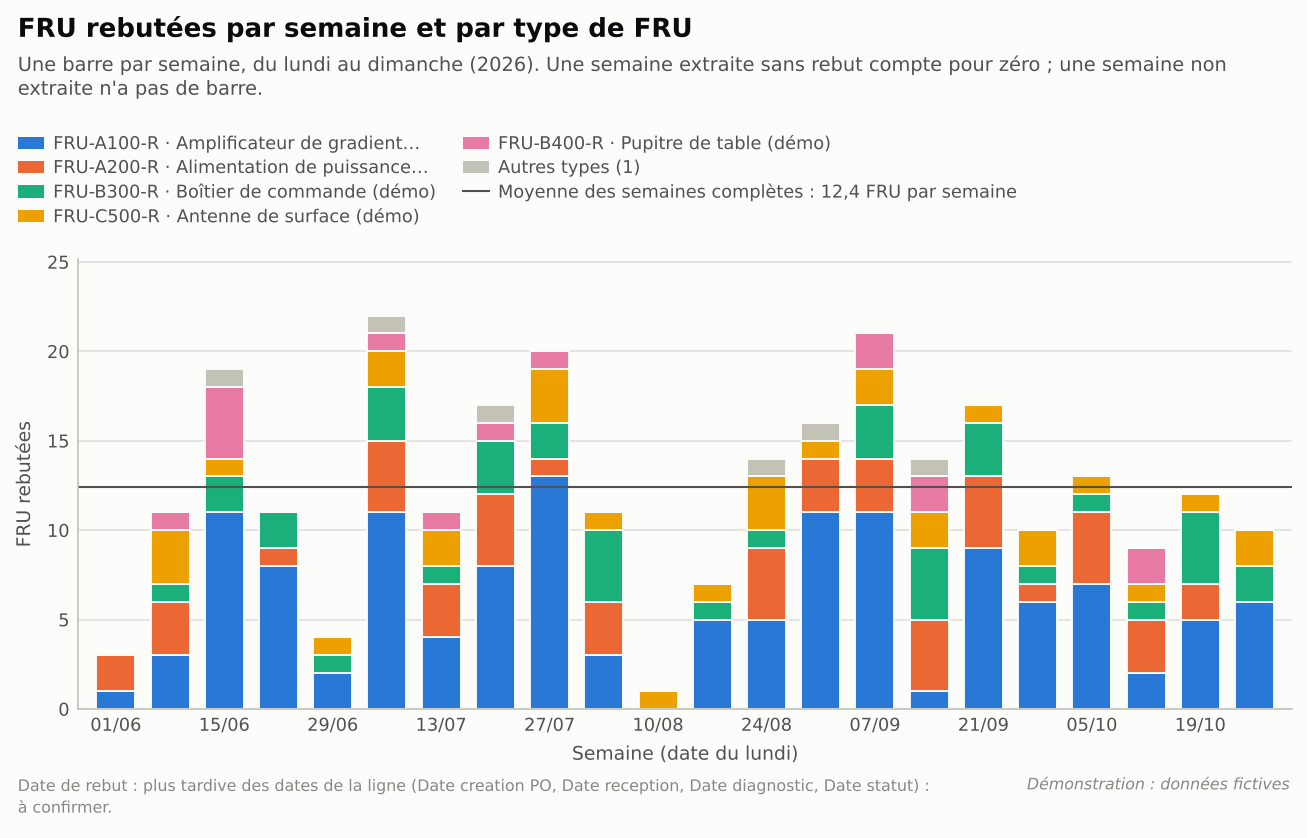 FRU rebutées par semaine et par type de FRU
Une barre par semaine, du lundi au dimanche (2026). Une semaine extraite sans rebut compte pour zéro ; une semaine non
extraite n'a pas de barre.
FRU-A100-R · Amplificateur de gradient…
FRU-A200-R · Alimentation de puissance…
FRU-B300-R · Boîtier de commande (démo)
FRU-C500-R · Antenne de surface (démo)
FRU-B400-R · Pupitre de table (démo)
Autres types (1)
Moyenne des semaines complètes : 12,4 FRU par semaine
FRU rebutées
25
20
15
10
5
0
01/06
15/06
29/06
13/07
27/07
10/08
24/08
07/09
21/09
05/10
19/10
Semaine (date du lundi)
Date de rebut : plus tardive des dates de la ligne (Date creation PO, Date reception, Date diagnostic, Date statut) :
à confirmer.
Démonstration : données fictives